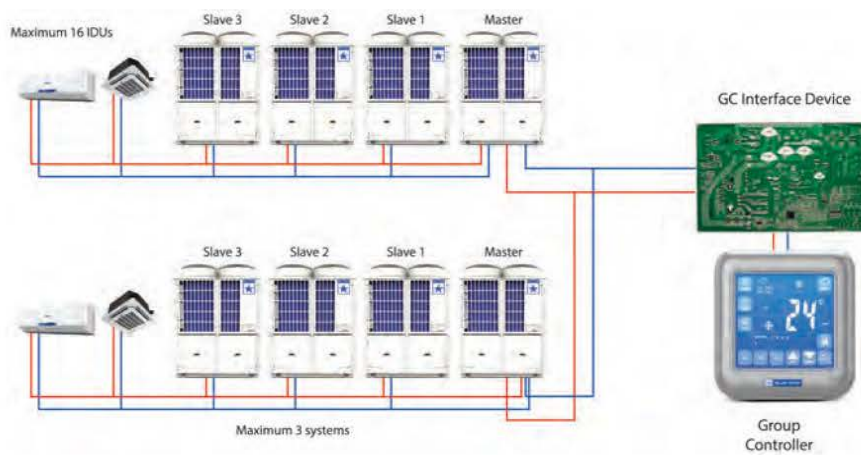 Slave 3
Slave 2
Slave 1
Master
Maximum 16 IDUs
GC Interface Device
Slave 3
Slave 2
Slave 1
Master
24°
Maximum 3 systems
Group
Controller